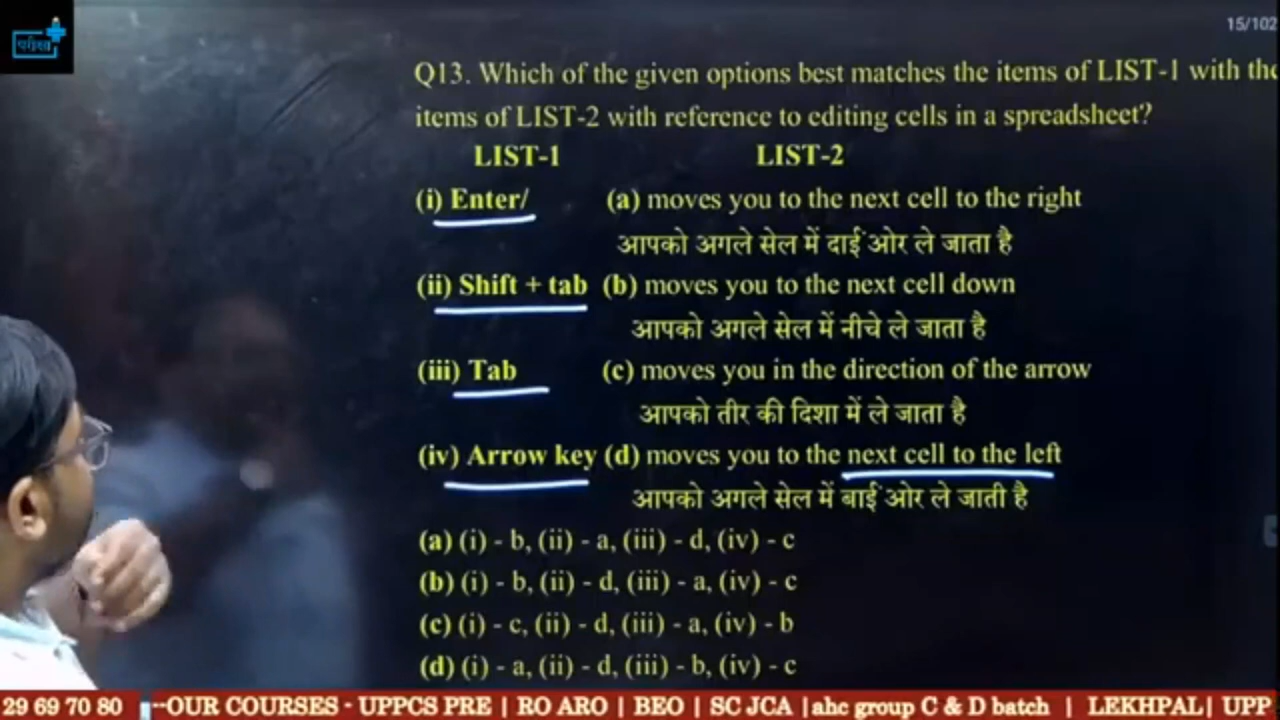 परीक्षा
15/102
Q13. Which of the given options best matches the items of LIST-1 with the
items of LIST-2 with reference to editing cells in a spreadsheet?
LIST-1 LIST-2
(i) Enter/ (a) moves you to the next cell to the right
आपको अगले सेल में दाईं ओर ले जाता है
(ii) Shift + tab (b) moves you to the next cell down
आपको अगले सेल में नीचे ले जाता है
(iii) Tab (c) moves you in the direction of the arrow
आपको तीर की दिशा में ले जाता है
(iv) Arrow key (d) moves you to the next cell to the left
आपको अगले सेल में बाईं ओर ले जाती है
(a) (i) - b, (ii) - a, (iii) - d, (iv) - c
(b) (i) - b, (ii) - d, (iii) - a, (iv) - c
(c) (i) - c, (ii) - d, (iii) - a, (iv) - b
(d) (i) - a, (ii) - d, (iii) - b, (iv) - c
29 69 70 80 --OUR COURSES - UPPCS PRE | RO ARO | BEO | SC JCA |ahc group C & D batch | LEKHPAL| UPP